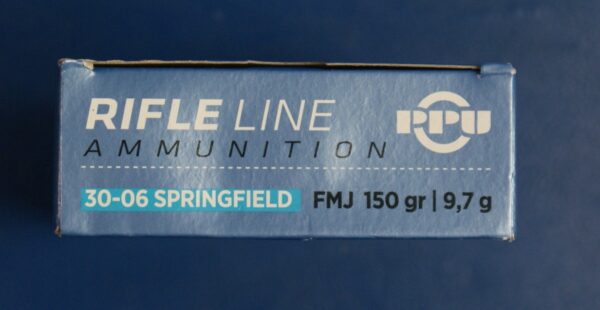 RIFLE LINE
AMMUNITION
PPU
30-06 SPRINGFIELD FMJ 150 gr | 9,7 g